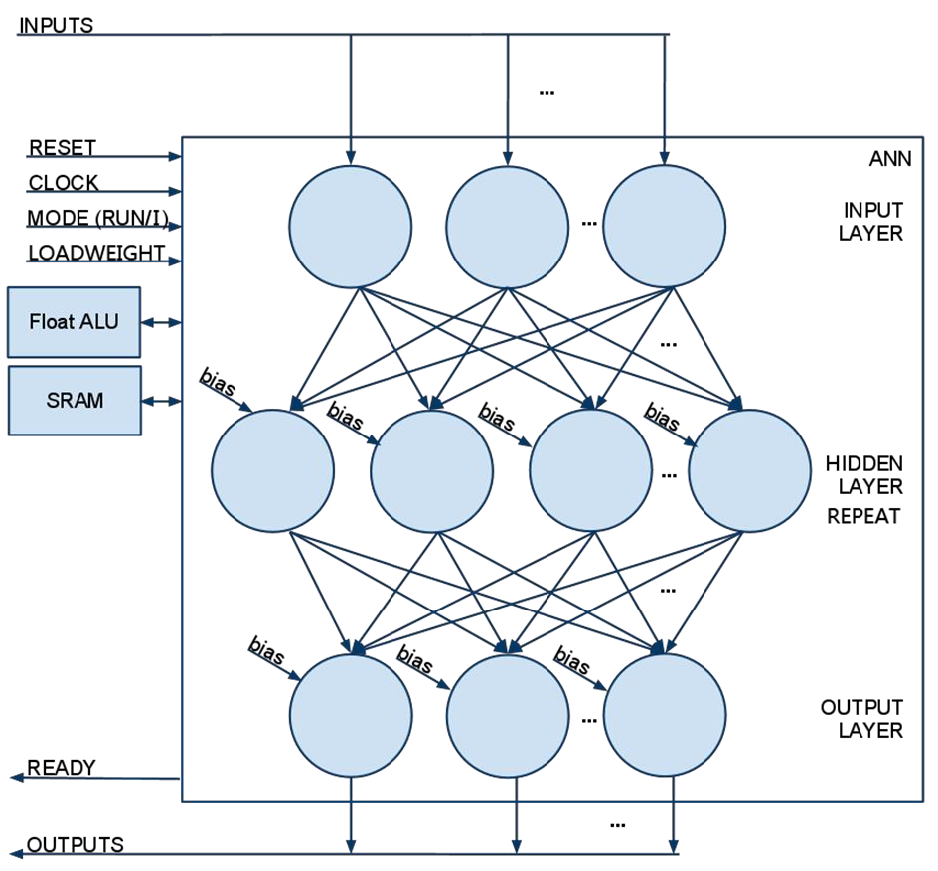 INPUTS
...
RESET
ANN
CLOCK
MODE (RUN/I)
INPUT
LAYER
...
LOADWEIGHT
Float ALU
...
SRAM
bias
bias
bias
bias
...
HIDDEN
LAYER
REPEAT
...
bias
bias
bias
...
OUTPUT
LAYER
READY
...
OUTPUTS